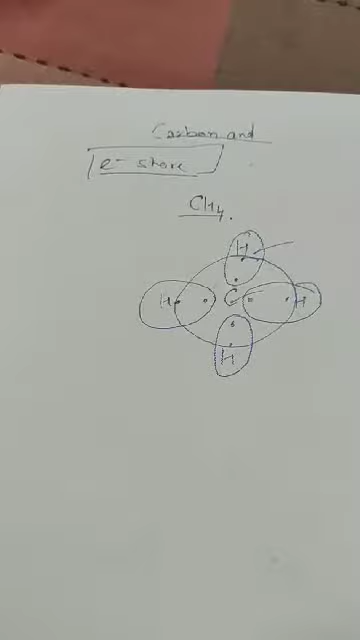 Carbon and
e- share
CH4.
H
H C H
H